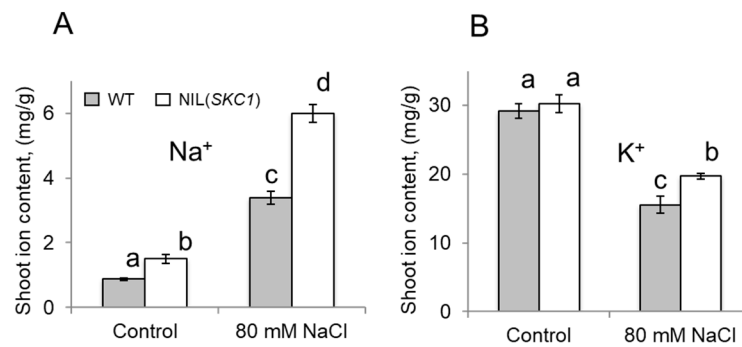 A
Shoot ion content, (mg/g)
6
4
2
0
WT
NIL(SKC1)
Na⁺
a
b
c
d
Control
80 mM NaCl
B
Shoot ion content, (mg/g)
30
20
10
0
K⁺
a
a
c
b
Control
80 mM NaCl